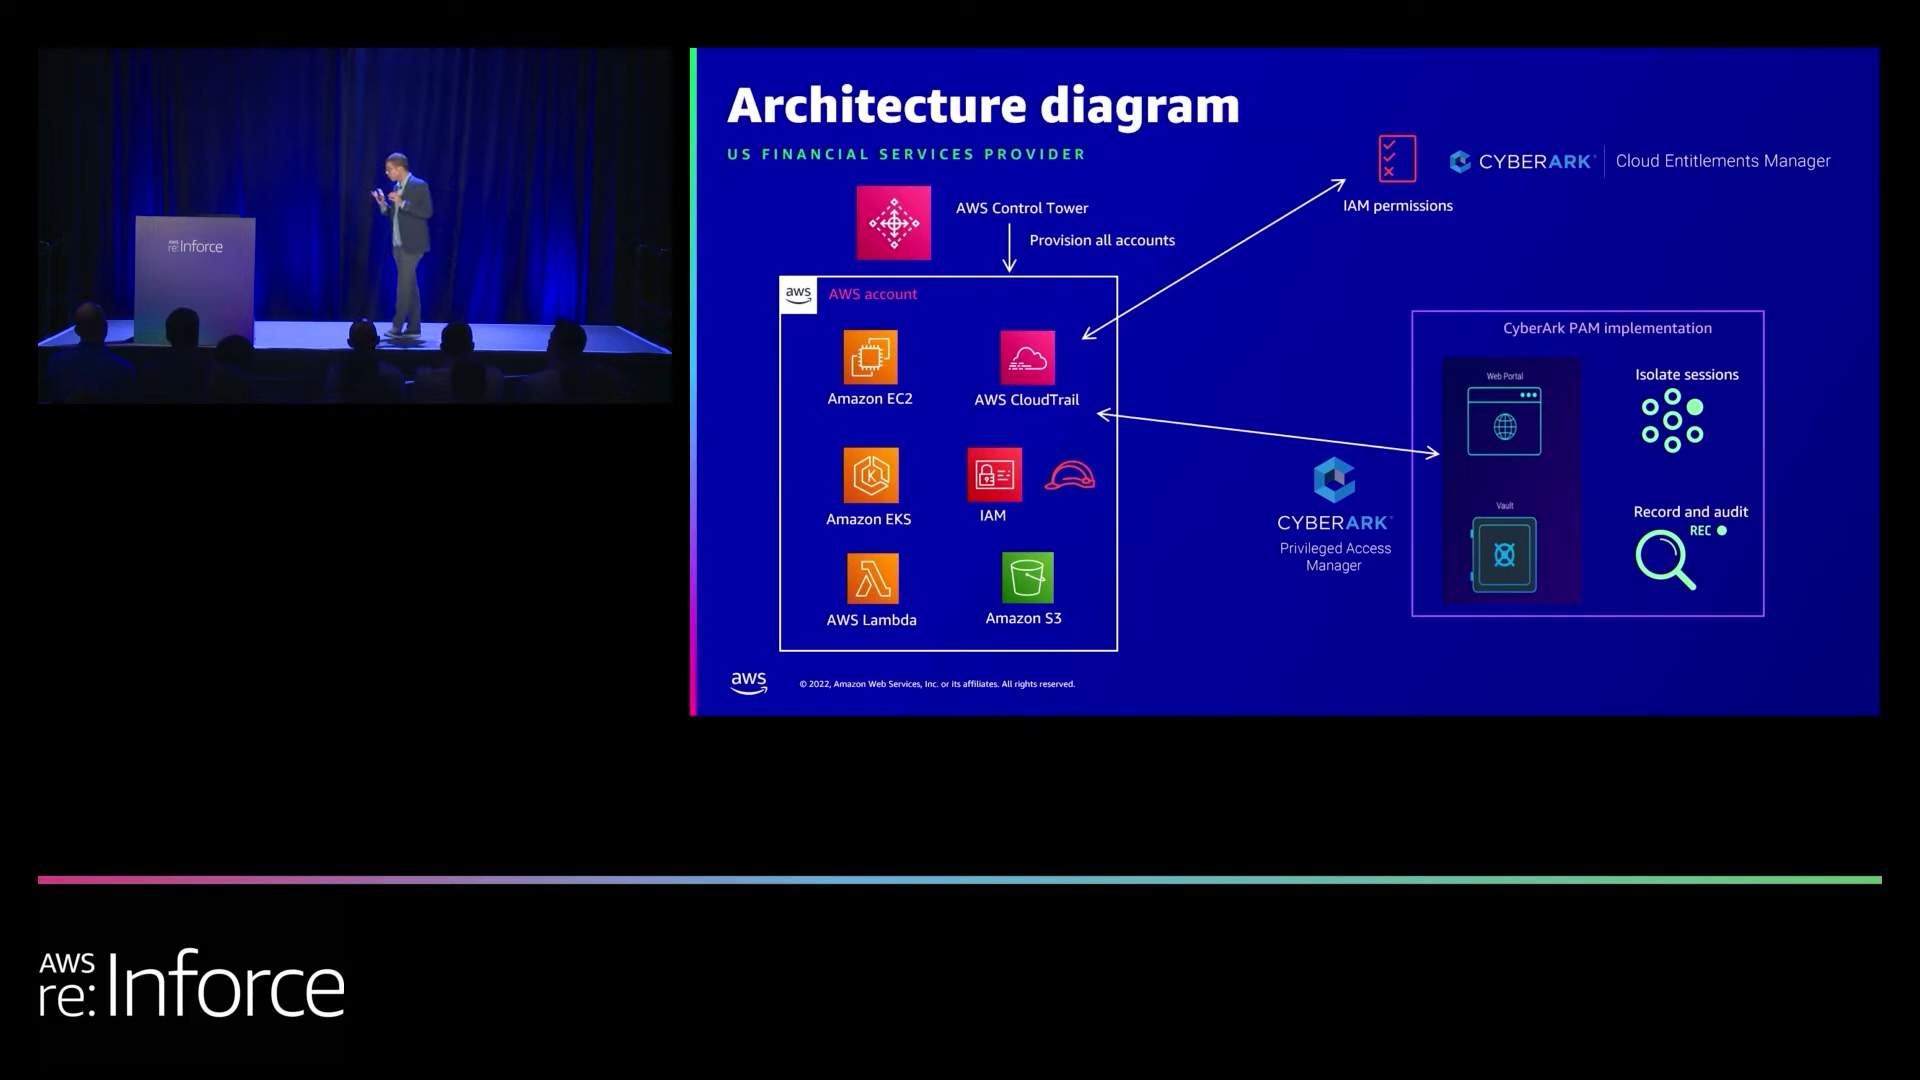 AWS
re:Inforce
Architecture diagram
US FINANCIAL SERVICES PROVIDER
CYBERARK
Cloud Entitlements Manager
IAM permissions
AWS Control Tower
Provision all accounts
aws
AWS account
Amazon EC2
AWS CloudTrail
Amazon EKS
IAM
AWS Lambda
Amazon S3
CYBERARK
Privileged Access
Manager
CyberArk PAM implementation
Web Portal
Isolate sessions
Vault
Record and audit
REC
aws
© 2022, Amazon Web Services, Inc. or its affiliates. All rights reserved.
AWS
re:Inforce